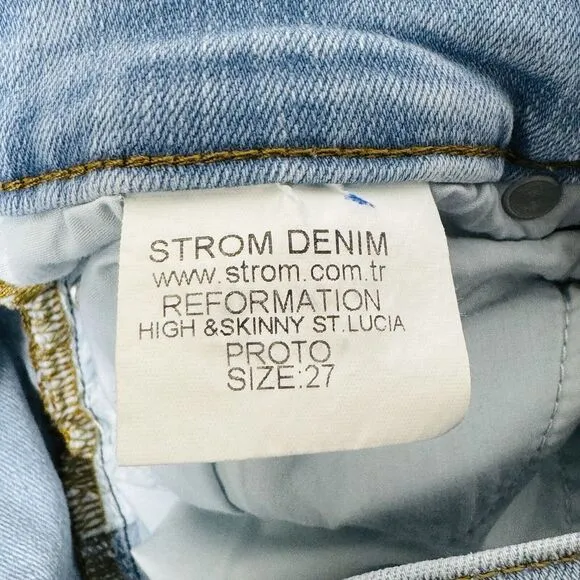 STROM DENIM
www.strom.com.tr
REFORMATION
HIGH &SKINNY ST.LUCIA
PROTO
SIZE:27